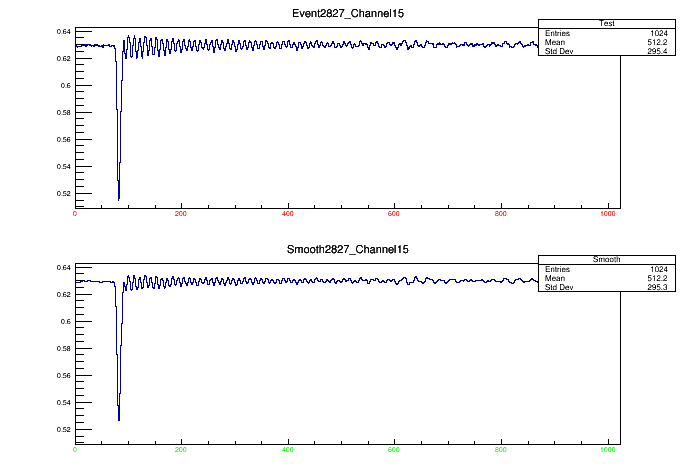 Event2827_Channel15
Test
Entries 1024
Mean 512.2
Std Dev 295.4
0.64
0.62
0.6
0.58
0.56
0.54
0.52
0 200 400 600 800 1000
Smooth2827_Channel15
Smooth
Entries 1024
Mean 512.2
Std Dev 295.3
0.64
0.62
0.6
0.58
0.56
0.54
0.52
0 200 400 600 800 1000